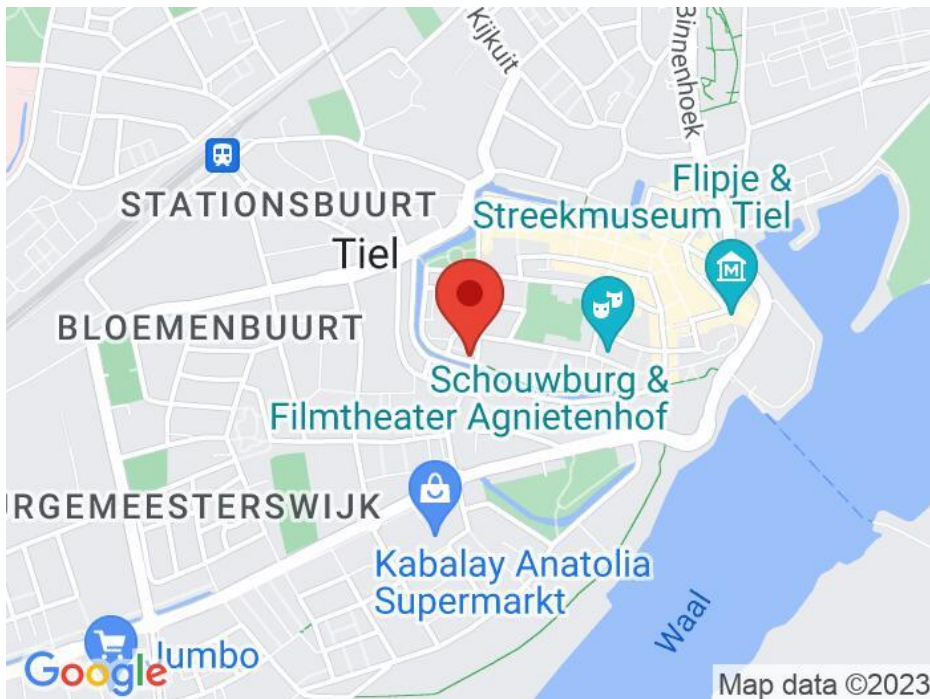 Kijkuit
Binnenhoek
STATIONSBUURT
Flipje &
Streekmuseum Tiel
M
Tiel
BLOEMENBUURT
Schouwburg &
Filmtheater Agnietenhof
RGEMEESTERSWIJK
Kabalay Anatolia
Supermarkt
Waal
Jumbo
Google
Map data ©2023